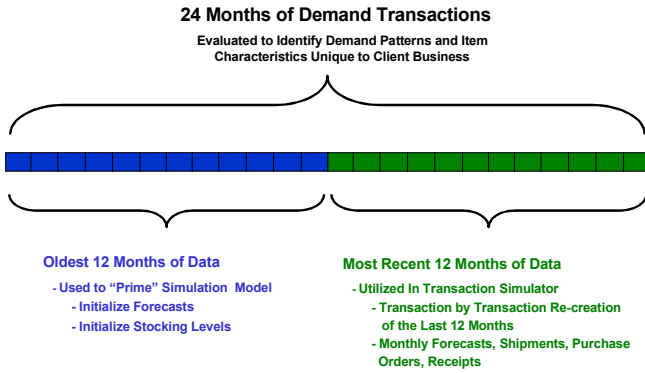 24 Months of Demand Transactions
Evaluated to Identify Demand Patterns and Item
Characteristics Unique to Client Business
Oldest 12 Months of Data
- Used to “Prime” Simulation Model
- Initialize Forecasts
- Initialize Stocking Levels
Most Recent 12 Months of Data
- Utilized In Transaction Simulator
- Transaction by Transaction Re-creation
of the Last 12 Months
- Monthly Forecasts, Shipments, Purchase
Orders, Receipts